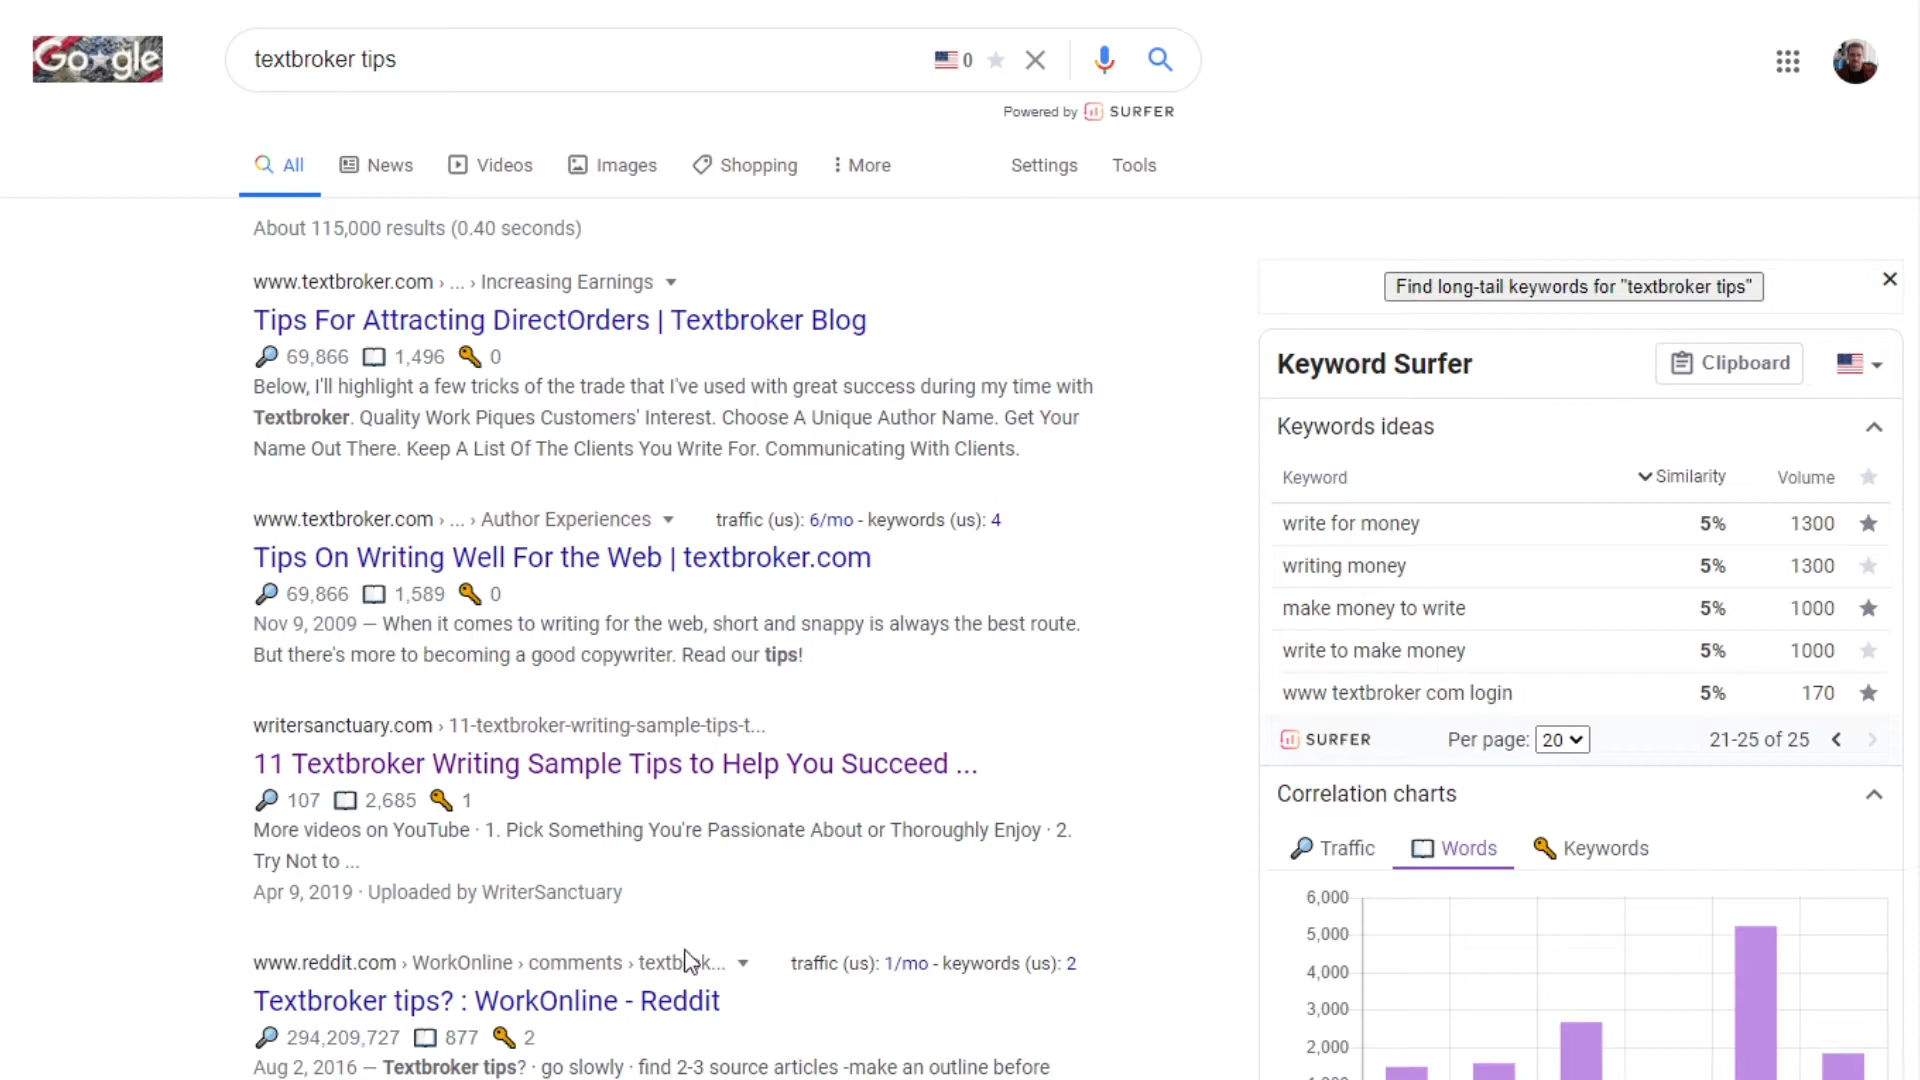 Google
textbroker tips
0
Powered by SURFER
All
News
Videos
Images
Shopping
More
Settings
Tools
About 115,000 results (0.40 seconds)
www.textbroker.com › ... › Increasing Earnings
Tips For Attracting DirectOrders | Textbroker Blog
69,866 1,496 0
Below, I'll highlight a few tricks of the trade that I've used with great success during my time with
Textbroker. Quality Work Piques Customers' Interest. Choose A Unique Author Name. Get Your
Name Out There. Keep A List Of The Clients You Write For. Communicating With Clients.
www.textbroker.com › ... › Author Experiences traffic (us): 6/mo - keywords (us): 4
Tips On Writing Well For the Web | textbroker.com
69,866 1,589 0
Nov 9, 2009 — When it comes to writing for the web, short and snappy is always the best route.
But there's more to becoming a good copywriter. Read our tips!
writersanctuary.com › 11-textbroker-writing-sample-tips-t...
11 Textbroker Writing Sample Tips to Help You Succeed ...
107 2,685 1
More videos on YouTube · 1. Pick Something You're Passionate About or Thoroughly Enjoy · 2.
Try Not to ...
Apr 9, 2019 · Uploaded by WriterSanctuary
www.reddit.com › WorkOnline › comments › textbrok... traffic (us): 1/mo - keywords (us): 2
Textbroker tips? : WorkOnline - Reddit
294,209,727 877 2
Aug 2, 2016 — Textbroker tips? · go slowly · find 2-3 source articles -make an outline before
Find long-tail keywords for "textbroker tips"
Keyword Surfer
Clipboard
Keywords ideas
Keyword Similarity Volume
write for money 5% 1300
writing money 5% 1300
make money to write 5% 1000
write to make money 5% 1000
www textbroker com login 5% 170
SURFER Per page: 20 21-25 of 25
Correlation charts
Traffic Words Keywords
6,000
5,000
4,000
3,000
2,000